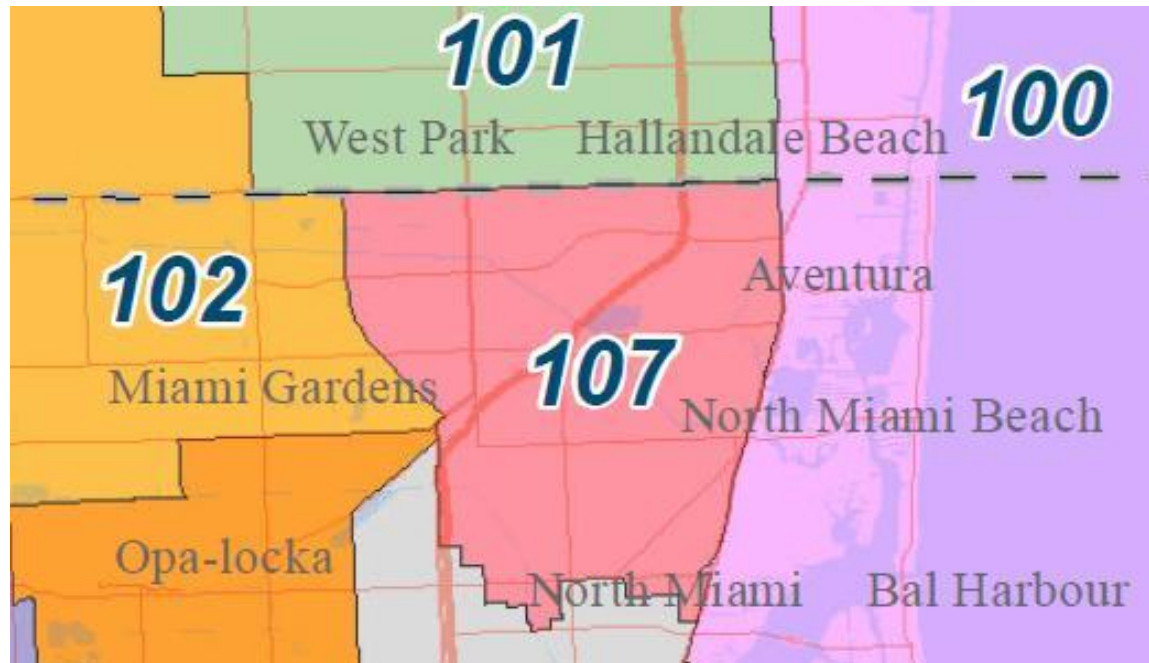 101
100
West Park
Hallandale Beach
102
Aventura
107
Miami Gardens
North Miami Beach
Opa-locka
North Miami
Bal Harbour